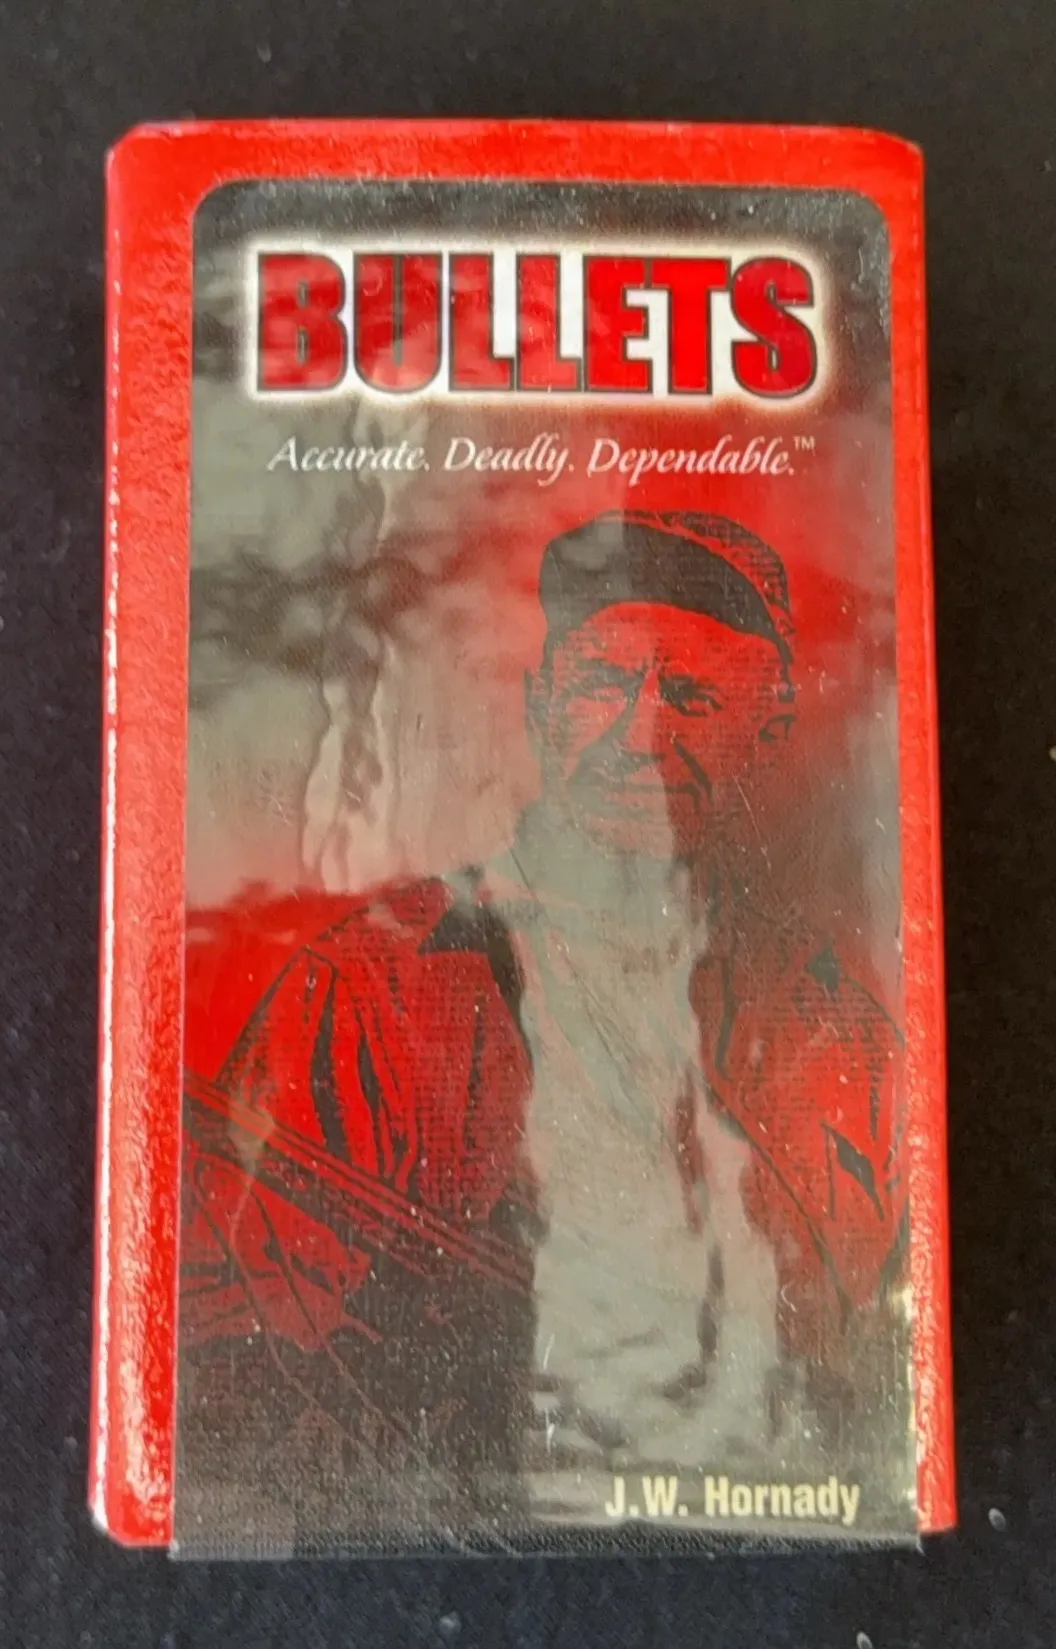 BULLETS
Accurate. Deadly. Dependable.™
J.W. Hornady